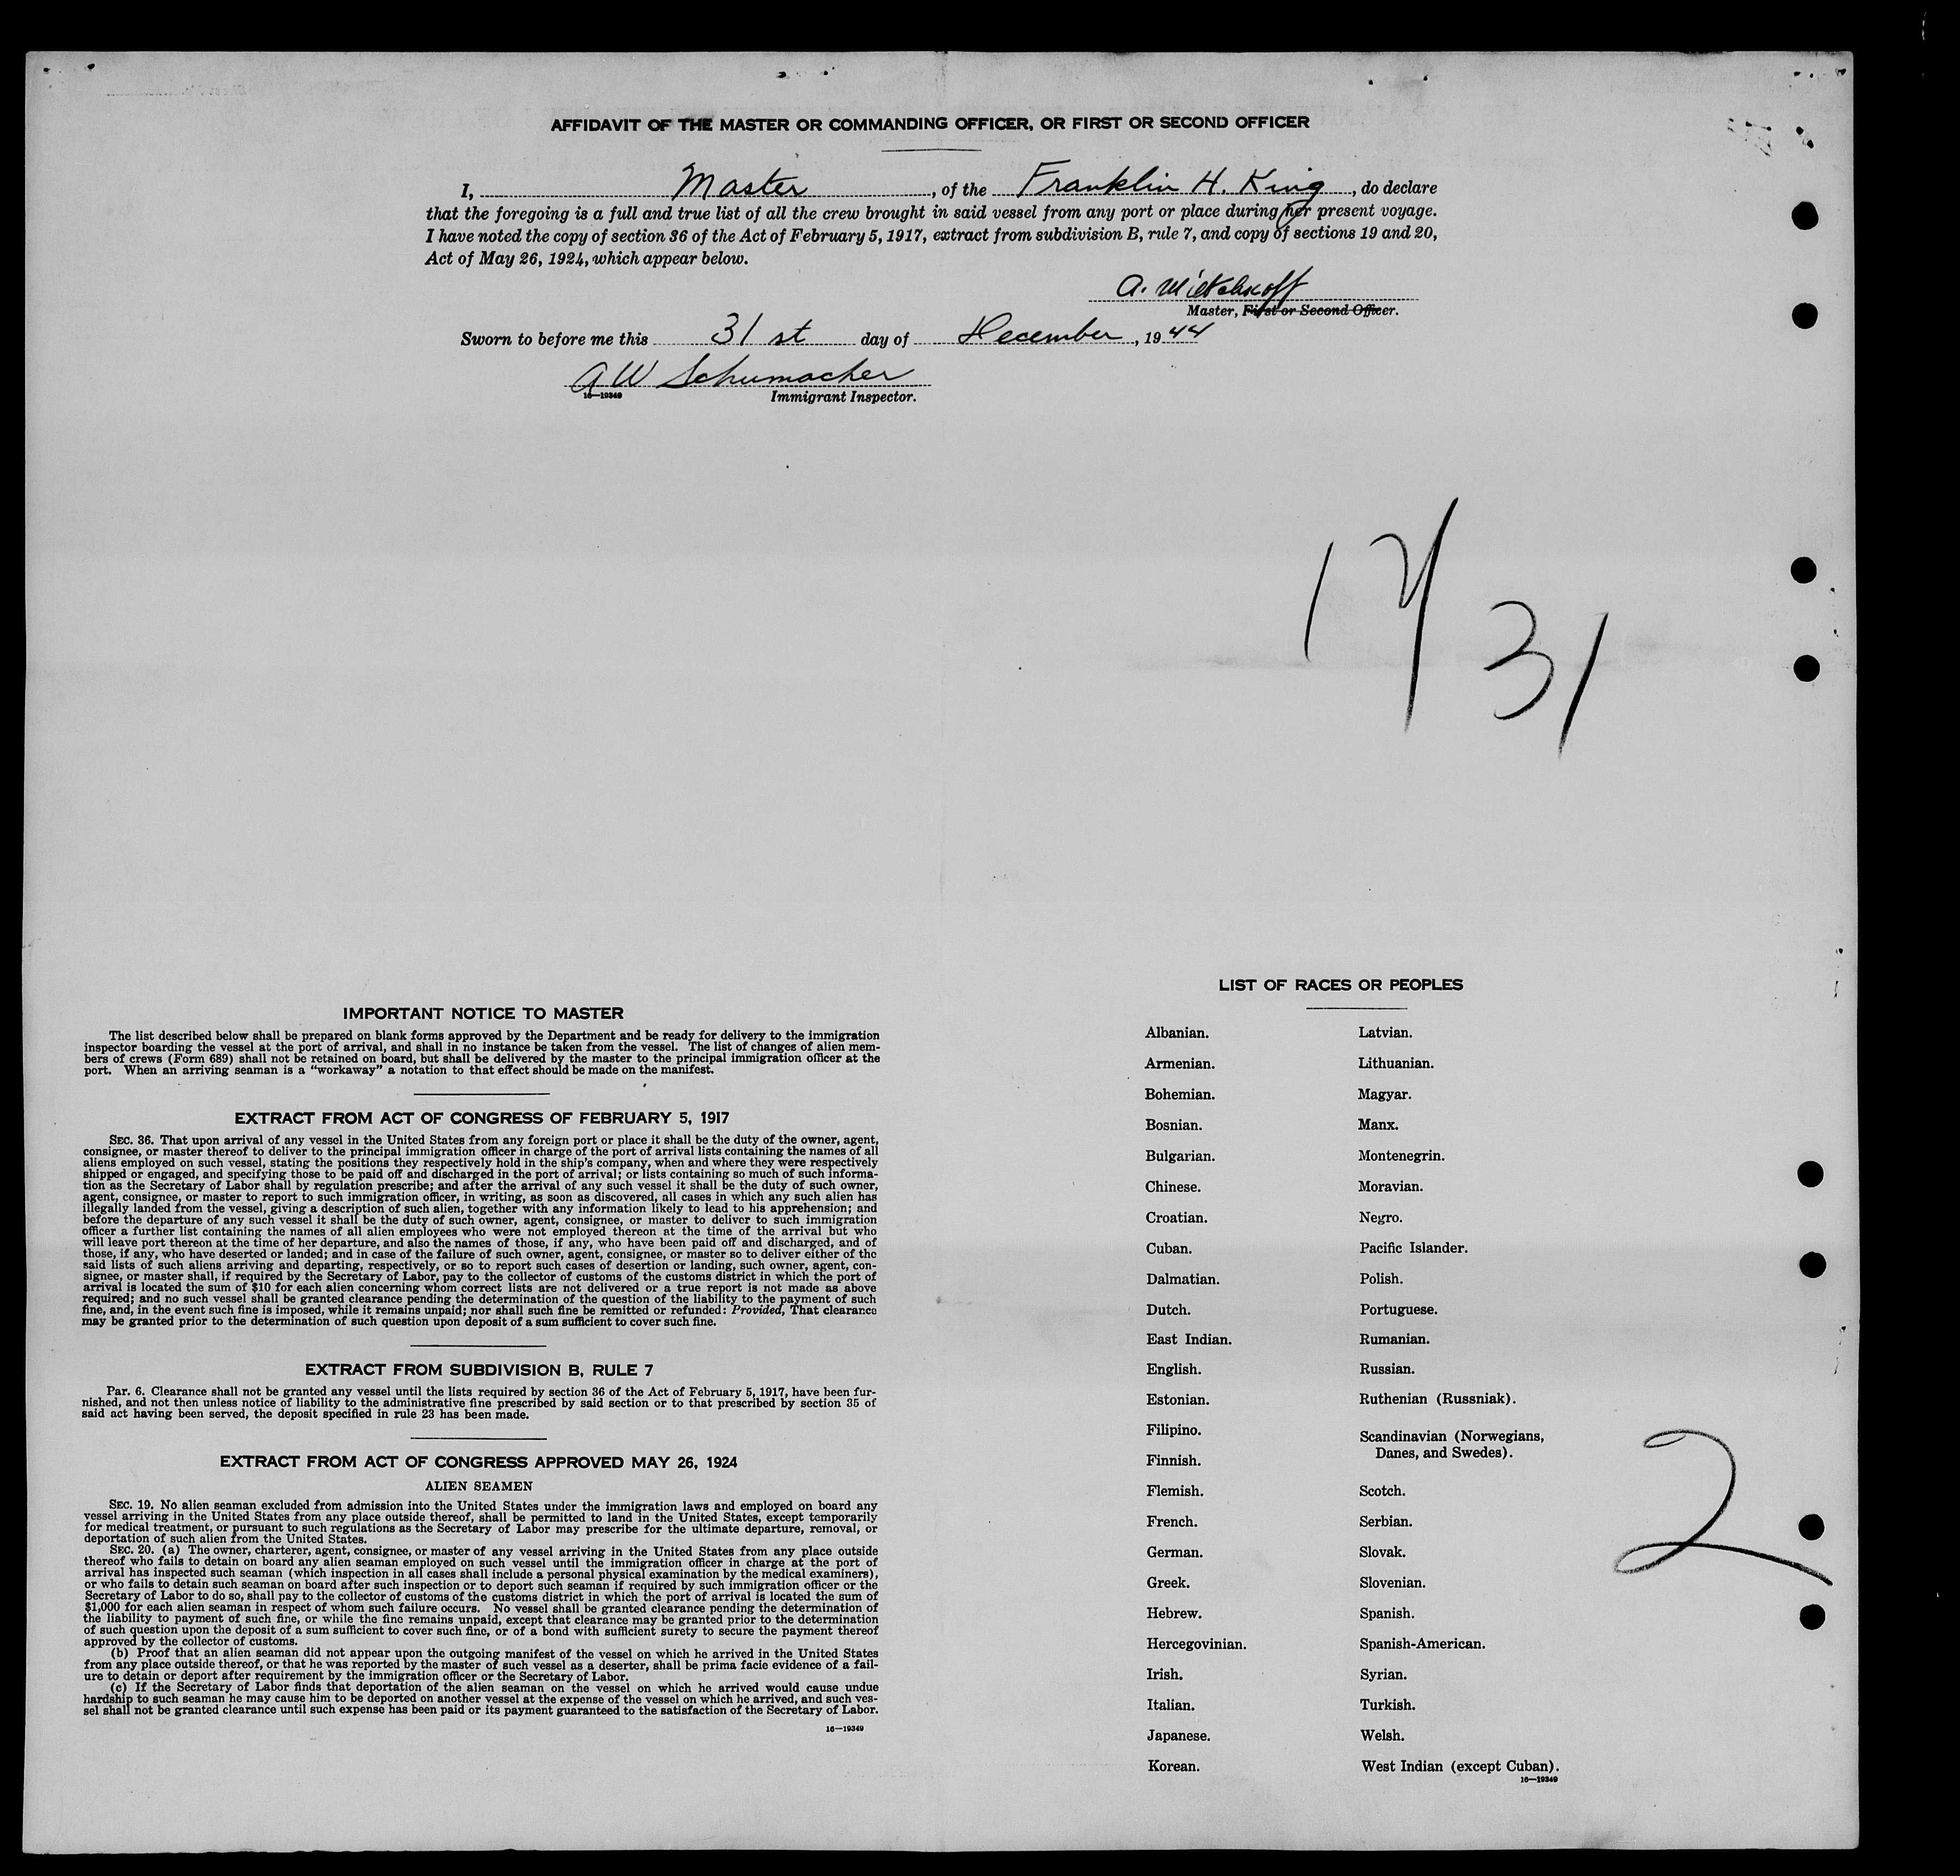 AFFIDAVIT OF THE MASTER OR COMMANDING OFFICER, OR FIRST OR SECOND OFFICER
I, Master, of the Franklin H. King, do declare
that the foregoing is a full and true list of all the crew brought in said vessel from any port or place during her present voyage.
I have noted the copy of section 36 of the Act of February 5, 1917, extract from subdivision B, rule 7, and copy of sections 19 and 20,
Act of May 26, 1924, which appear below.
A.
Master, First or Second Officer.
Sworn to before me this 31 st day of December, 1944
A W Schumacher
16—19349 Immigrant Inspector.
12/31
IMPORTANT NOTICE TO MASTER
The list described below shall be prepared on blank forms approved by the Department and be ready for delivery to the immigration
inspector boarding the vessel at the port of arrival, and shall in no instance be taken from the vessel. The list of changes of alien mem-
bers of crews (Form 689) shall not be retained on board, but shall be delivered by the master to the principal immigration officer at the
port. When an arriving seaman is a "workaway" a notation to that effect should be made on the manifest.
EXTRACT FROM ACT OF CONGRESS OF FEBRUARY 5, 1917
SEC. 36. That upon arrival of any vessel in the United States from any foreign port or place it shall be the duty of the owner, agent,
consignee, or master thereof to deliver to the principal immigration officer in charge of the port of arrival lists containing the names of all
aliens employed on such vessel, stating the positions they respectively hold in the ship's company, when and where they were respectively
shipped or engaged, and specifying those to be paid off and discharged in the port of arrival; or lists containing so much of such informa-
tion as the Secretary of Labor shall by regulation prescribe; and after the arrival of any such vessel it shall be the duty of such owner,
agent, consignee, or master to report to such immigration officer, in writing, as soon as discovered, all cases in which any such alien has
illegally landed from the vessel, giving a description of such alien, together with any information likely to lead to his apprehension; and
before the departure of any such vessel it shall be the duty of such owner, agent, consignee, or master to deliver to such immigration
officer a further list containing the names of all alien employees who were not employed thereon at the time of the arrival but who
will leave port thereon at the time of her departure, and also the names of those, if any, who have been paid off and discharged, and of
those, if any, who have deserted or landed; and in case of the failure of such owner, agent, consignee, or master so to deliver either of the
said lists of such aliens arriving and departing, respectively, or so to report such cases of desertion or landing, such owner, agent, con-
signee, or master shall, if required by the Secretary of Labor, pay to the collector of customs of the customs district in which the port of
arrival is located the sum of $10 for each alien concerning whom correct lists are not delivered or a true report is not made as above
required; and no such vessel shall be granted clearance pending the determination of the question of the liability to the payment of such
fine, and, in the event such fine is imposed, while it remains unpaid; nor shall such fine be remitted or refunded: Provided, That clearance
may be granted prior to the determination of such question upon deposit of a sum sufficient to cover such fine.
EXTRACT FROM SUBDIVISION B, RULE 7
Par. 6. Clearance shall not be granted any vessel until the lists required by section 36 of the Act of February 5, 1917, have been fur-
nished, and not then unless notice of liability to the administrative fine prescribed by said section or to that prescribed by section 35 of
said act having been served, the deposit specified in rule 23 has been made.
EXTRACT FROM ACT OF CONGRESS APPROVED MAY 26, 1924
ALIEN SEAMEN
SEC. 19. No alien seaman excluded from admission into the United States under the immigration laws and employed on board any
vessel arriving in the United States from any place outside thereof, shall be permitted to land in the United States, except temporarily
for medical treatment, or pursuant to such regulations as the Secretary of Labor may prescribe for the ultimate departure, removal, or
deportation of such alien from the United States.
SEC. 20. (a) The owner, charterer, agent, consignee, or master of any vessel arriving in the United States from any place outside
thereof who fails to detain on board any alien seaman employed on such vessel until the immigration officer in charge at the port of
arrival has inspected such seaman (which inspection in all cases shall include a personal physical examination by the medical examiners),
or who fails to detain such seaman on board after such inspection or to deport such seaman if required by such immigration officer or the
Secretary of Labor to do so, shall pay to the collector of customs of the customs district in which the port of arrival is located the sum of
$1,000 for each alien seaman in respect of whom such failure occurs. No vessel shall be granted clearance pending the determination of
the liability to payment of such fine, or while the fine remains unpaid, except that clearance may be granted prior to the determination
of such question upon the deposit of a sum sufficient to cover such fine, or of a bond with sufficient surety to secure the payment thereof
approved by the collector of customs.
(b) Proof that an alien seaman did not appear upon the outgoing manifest of the vessel on which he arrived in the United States
from any place outside thereof, or that he was reported by the master of such vessel as a deserter, shall be prima facie evidence of a fail-
ure to detain or deport after requirement by the immigration officer or the Secretary of Labor.
(c) If the Secretary of Labor finds that deportation of the alien seaman on the vessel on which he arrived would cause undue
hardship to such seaman he may cause him to be deported on another vessel at the expense of the vessel on which he arrived, and such ves-
sel shall not be granted clearance until such expense has been paid or its payment guaranteed to the satisfaction of the Secretary of Labor.
16—19349
LIST OF RACES OR PEOPLES
Albanian.
Armenian.
Bohemian.
Bosnian.
Bulgarian.
Chinese.
Croatian.
Cuban.
Dalmatian.
Dutch.
East Indian.
English.
Estonian.
Filipino.
Finnish.
Flemish.
French.
German.
Greek.
Hebrew.
Hercegovinian.
Irish.
Italian.
Japanese.
Korean.
Latvian.
Lithuanian.
Magyar.
Manx.
Montenegrin.
Moravian.
Negro.
Pacific Islander.
Polish.
Portuguese.
Rumanian.
Russian.
Ruthenian (Russniak).
Scandinavian (Norwegians,
Danes, and Swedes).
Scotch.
Serbian.
Slovak.
Slovenian.
Spanish.
Spanish-American.
Syrian.
Turkish.
Welsh.
West Indian (except Cuban).
16—19349
2